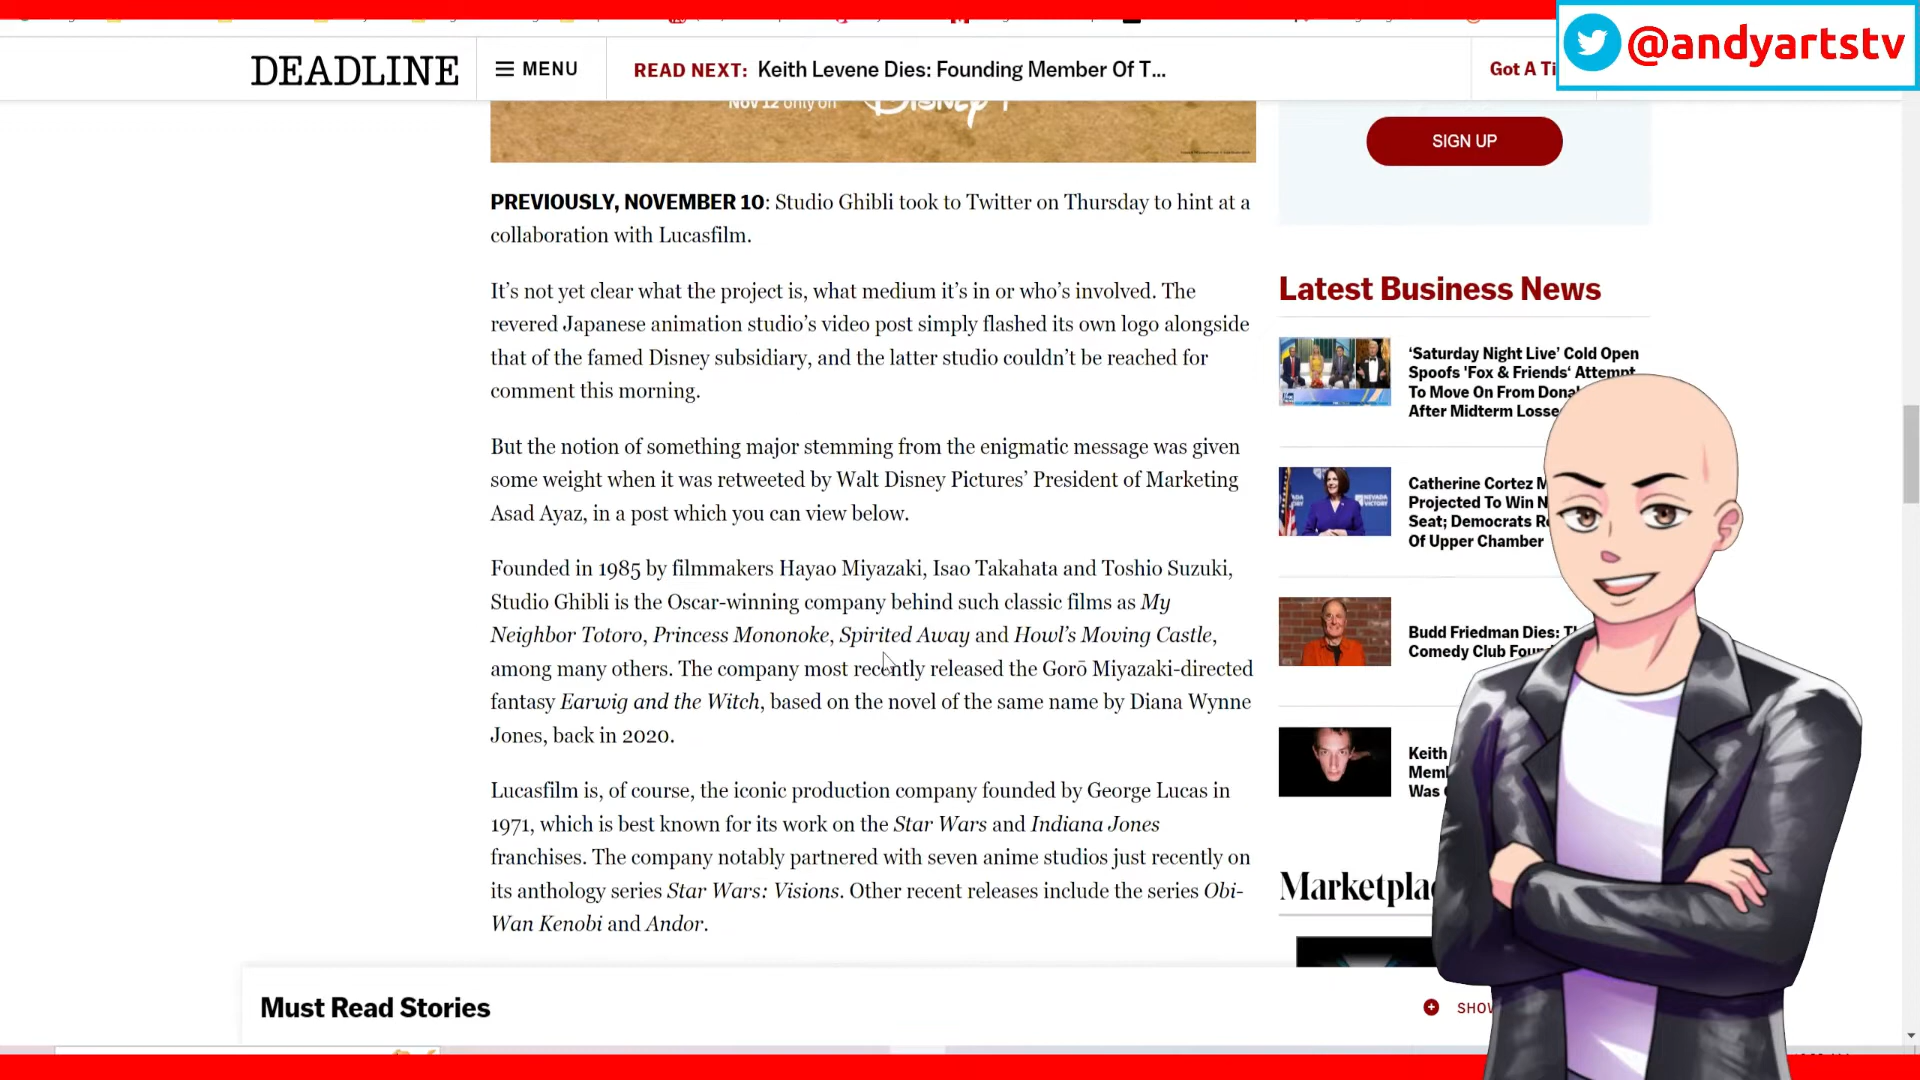 @andyartstv
DEADLINE
MENU
READ NEXT: Keith Levene Dies: Founding Member Of T...
Got A Ti
Nov 12 only on Disney+
SIGN UP
PREVIOUSLY, NOVEMBER 10: Studio Ghibli took to Twitter on Thursday to hint at a
collaboration with Lucasfilm.
It’s not yet clear what the project is, what medium it’s in or who’s involved. The
revered Japanese animation studio’s video post simply flashed its own logo alongside
that of the famed Disney subsidiary, and the latter studio couldn’t be reached for
comment this morning.
But the notion of something major stemming from the enigmatic message was given
some weight when it was retweeted by Walt Disney Pictures’ President of Marketing
Asad Ayaz, in a post which you can view below.
Founded in 1985 by filmmakers Hayao Miyazaki, Isao Takahata and Toshio Suzuki,
Studio Ghibli is the Oscar-winning company behind such classic films as My
Neighbor Totoro, Princess Mononoke, Spirited Away and Howl’s Moving Castle,
among many others. The company most recently released the Gorō Miyazaki-directed
fantasy Earwig and the Witch, based on the novel of the same name by Diana Wynne
Jones, back in 2020.
Lucasfilm is, of course, the iconic production company founded by George Lucas in
1971, which is best known for its work on the Star Wars and Indiana Jones
franchises. The company notably partnered with seven anime studios just recently on
its anthology series Star Wars: Visions. Other recent releases include the series Obi-
Wan Kenobi and Andor.
Latest Business News
‘Saturday Night Live’ Cold Open
Spoofs 'Fox & Friends‘ Attempt
To Move On From Dona
After Midterm Losse
Catherine Cortez M
Projected To Win N
Seat; Democrats R
Of Upper Chamber
Budd Friedman Dies: T
Comedy Club Foun
Keith
Memb
Was
Marketpla
Must Read Stories
SHOW